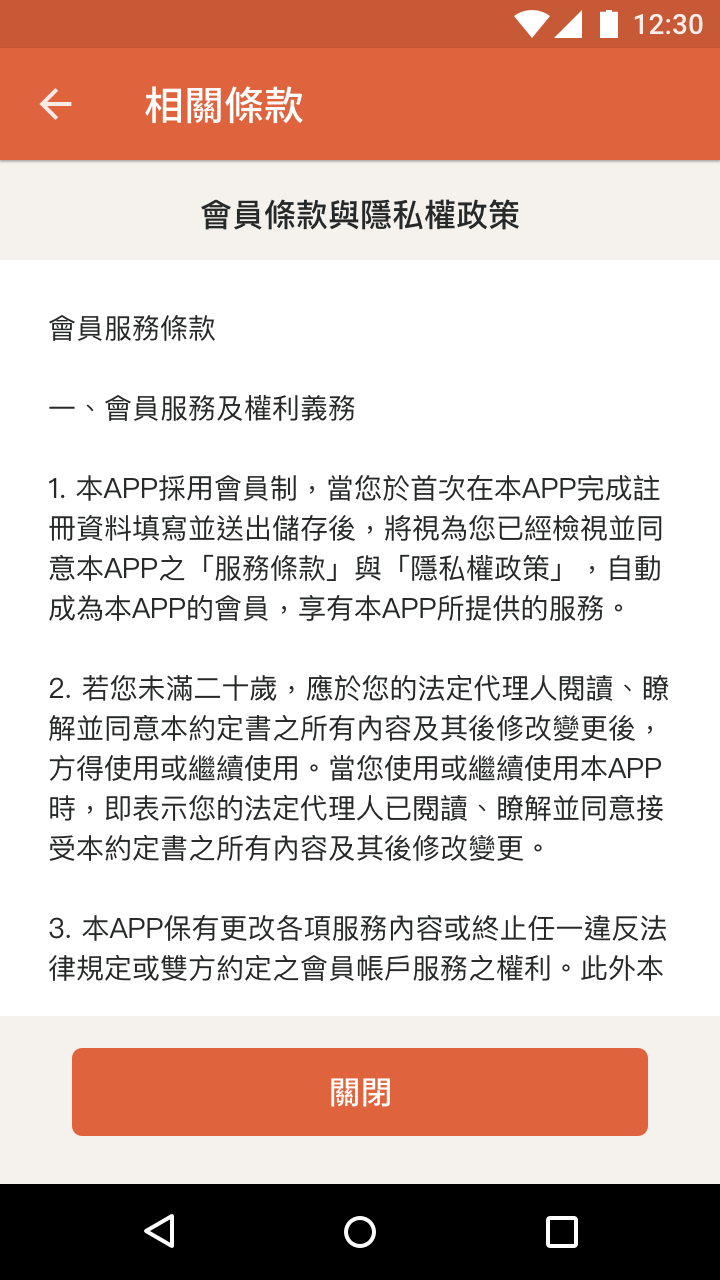 12:30
相關條款
會員條款與隱私權政策
會員服務條款
一、會員服務及權利義務
1. 本APP採用會員制，當您於首次在本APP完成註
冊資料填寫並送出儲存後，將視為您已經檢視並同
意本APP之「服務條款」與「隱私權政策」，自動
成為本APP的會員，享有本APP所提供的服務。
2. 若您未滿二十歲，應於您的法定代理人閱讀、瞭
解並同意本約定書之所有內容及其後修改變更後，
方得使用或繼續使用。當您使用或繼續使用本APP
時，即表示您的法定代理人已閱讀、瞭解並同意接
受本約定書之所有內容及其後修改變更。
3. 本APP保有更改各項服務內容或終止任一違反法
律規定或雙方約定之會員帳戶服務之權利。此外本
關閉